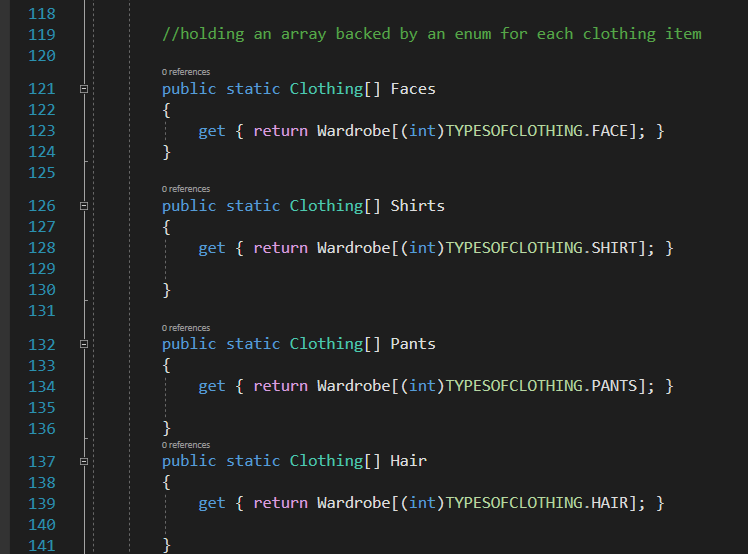 118
119 //holding an array backed by an enum for each clothing item
120
0 references
121 public static Clothing[] Faces
122 {
123 get { return Wardrobe[(int)TYPESOFCLOTHING.FACE]; }
124 }
125
0 references
126 public static Clothing[] Shirts
127 {
128 get { return Wardrobe[(int)TYPESOFCLOTHING.SHIRT]; }
129
130 }
131
0 references
132 public static Clothing[] Pants
133 {
134 get { return Wardrobe[(int)TYPESOFCLOTHING.PANTS]; }
135
136 }
0 references
137 public static Clothing[] Hair
138 {
139 get { return Wardrobe[(int)TYPESOFCLOTHING.HAIR]; }
140
141 }